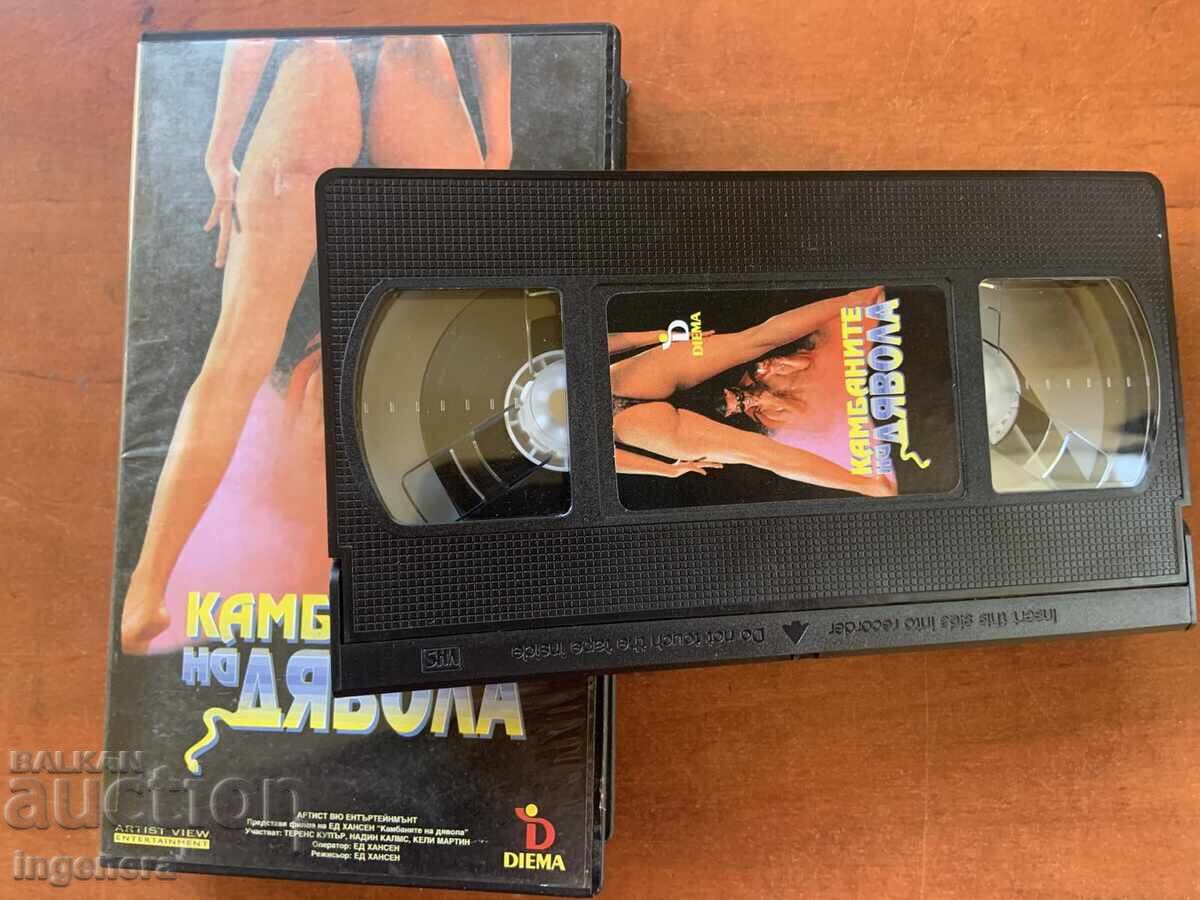 КАМБ
на
ДЯВОЛА
АРТИСТ ВЮ ЕНТЪРТЕЙНМЪНТ
Представя филма на ЕД ХАНСЕН "Камбаните на дявола"
Участват: ТЕРЕНС КУПЪР, НАДИН КАЛМС, КЕЛИ МАРТИН
Оператор: ЕД ХАНСЕН
Режисьор: ЕД ХАНСЕН
ARTIST VIEW
ENTERTAINMENT
D
DIEMA
D
DIEMA
КАМБАНИТЕ
на
ДЯВОЛА
Insert this side into recorder
Do not touch the tape inside
VHS
BALKAN
auction
ingenera